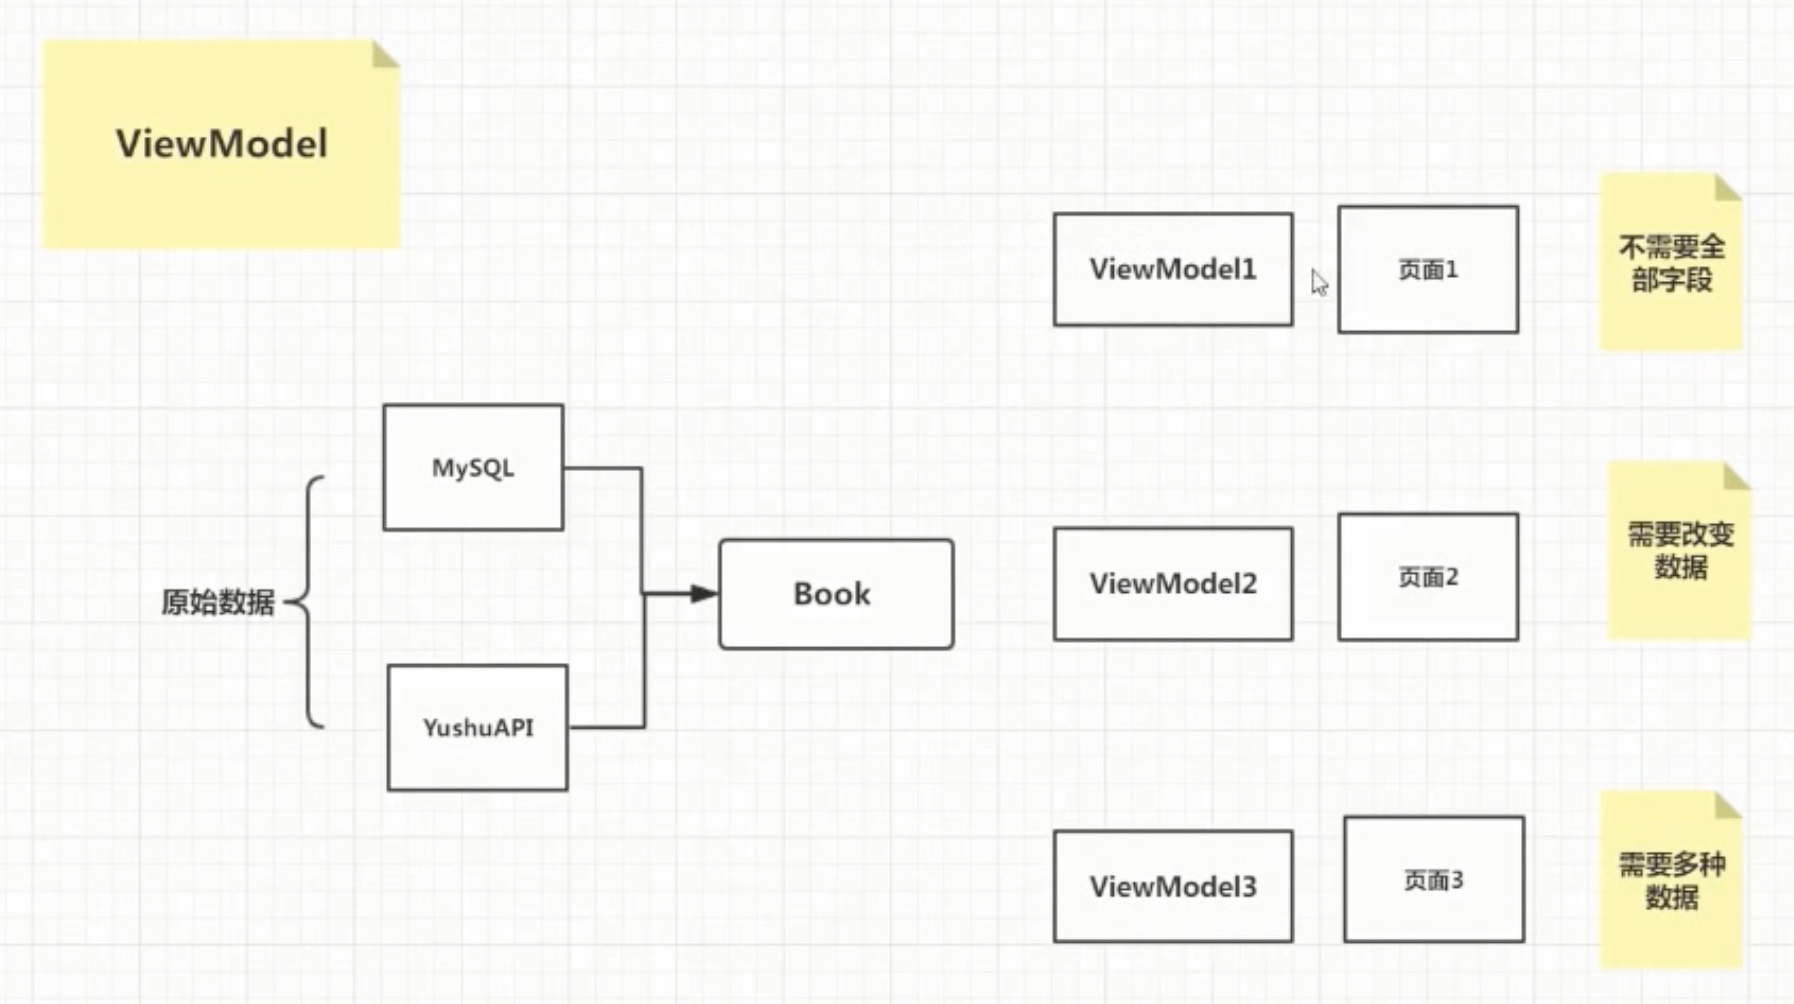 ViewModel
ViewModel1
页面1
不需要全
部字段
MySQL
原始数据
Book
YushuAPI
ViewModel2
页面2
需要改变
数据
ViewModel3
页面3
需要多种
数据